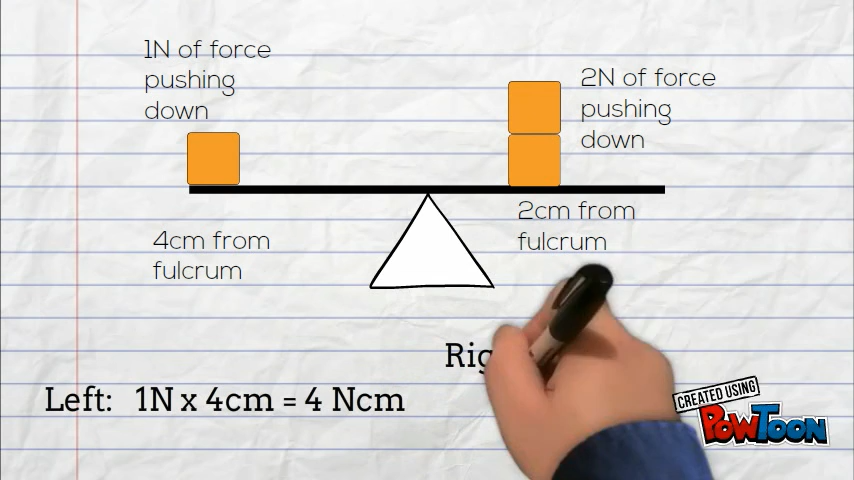 1N of force
pushing
down
2N of force
pushing
down
2cm from
fulcrum
4cm from
fulcrum
Left: 1N x 4cm = 4 Ncm
CREATED USING
POWTOON